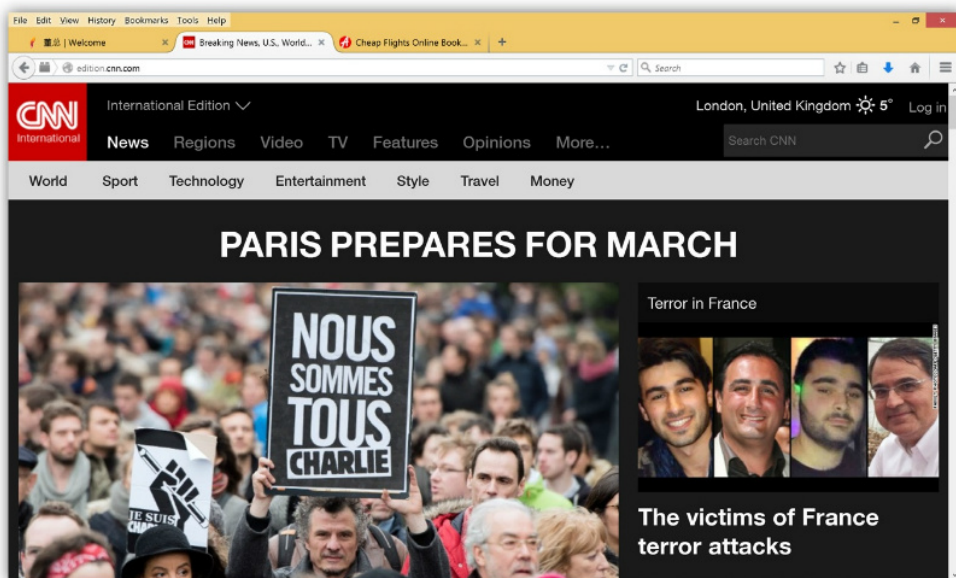 File Edit View History Bookmarks Tools Help
董总 | Welcome
CNN Breaking News, U.S., World...
Cheap Flights Online Book...
edition.cnn.com
Search
CNN
International
International Edition
London, United Kingdom 5°
Log in
News Regions Video TV Features Opinions More...
Search CNN
World Sport Technology Entertainment Style Travel Money
PARIS PREPARES FOR MARCH
NOUS
SOMMES
TOUS
CHARLIE
JE SUIS
Terror in France
The victims of France
terror attacks